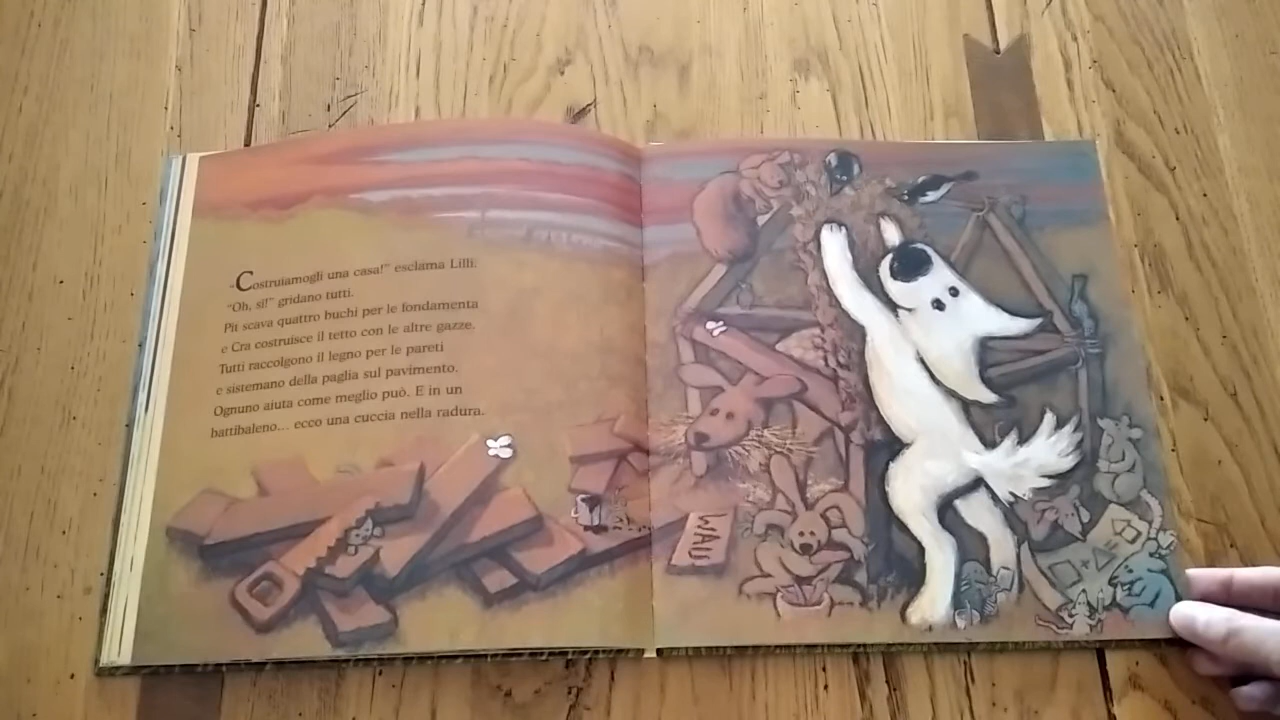 “Costruiamogli una casa!” esclama Lilli.
“Oh, sì!” gridano tutti.
Pit scava quattro buchi per le fondamenta
e Cra costruisce il tetto con le altre gazze.
Tutti raccolgono il legno per le pareti
e sistemano della paglia sul pavimento.
Ognuno aiuta come meglio può. E in un
battibaleno... ecco una cuccia nella radura.
WAU